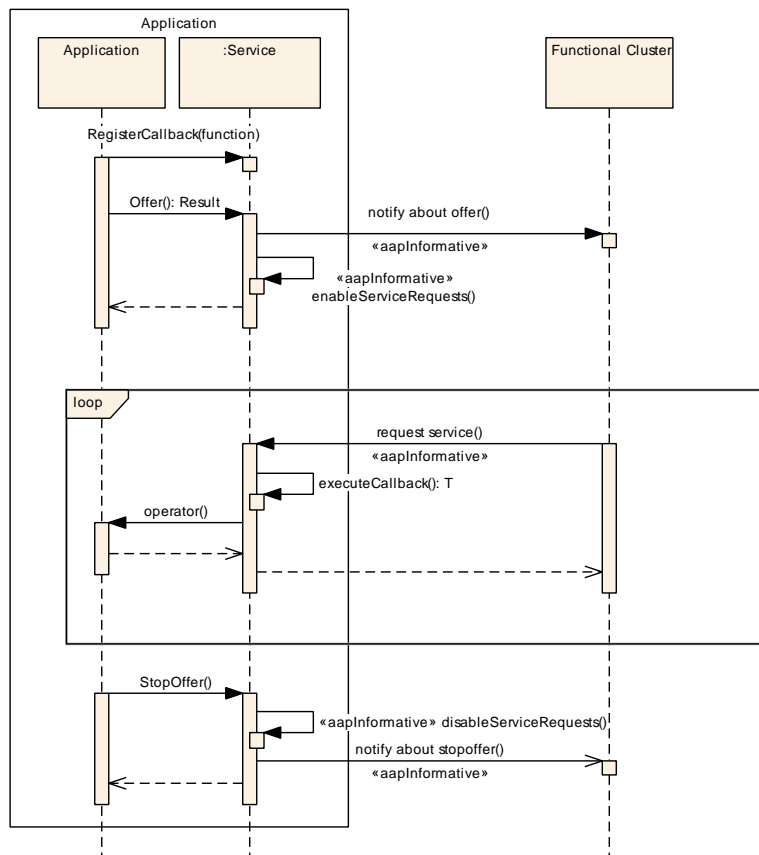 Application
Application
:Service
Functional Cluster
RegisterCallback(function)
Offer(): Result
notify about offer()
«aapInformative»
«aapInformative»
enableServiceRequests()
loop
request service()
«aapInformative»
executeCallback(): T
operator()
StopOffer()
«aapInformative» disableServiceRequests()
notify about stopoffer()
«aapInformative»